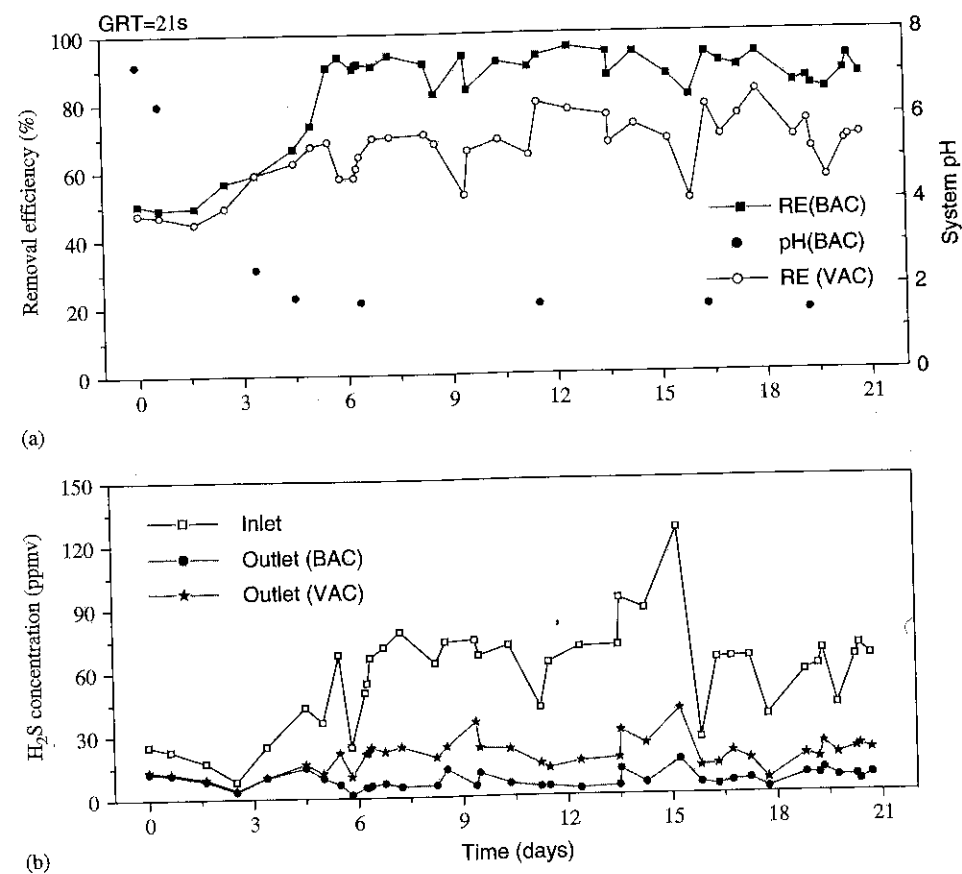 GRT=21s
100
80
60
40
20
0
Removal efficiency (%)
8
6
4
2
0
System pH
RE(BAC)
pH(BAC)
RE (VAC)
0 3 6 9 12 15 18 21
(a)
150
120
90
60
30
0
H₂S concentration (ppmv)
Inlet
Outlet (BAC)
Outlet (VAC)
0 3 6 9 12 15 18 21
Time (days)
(b)